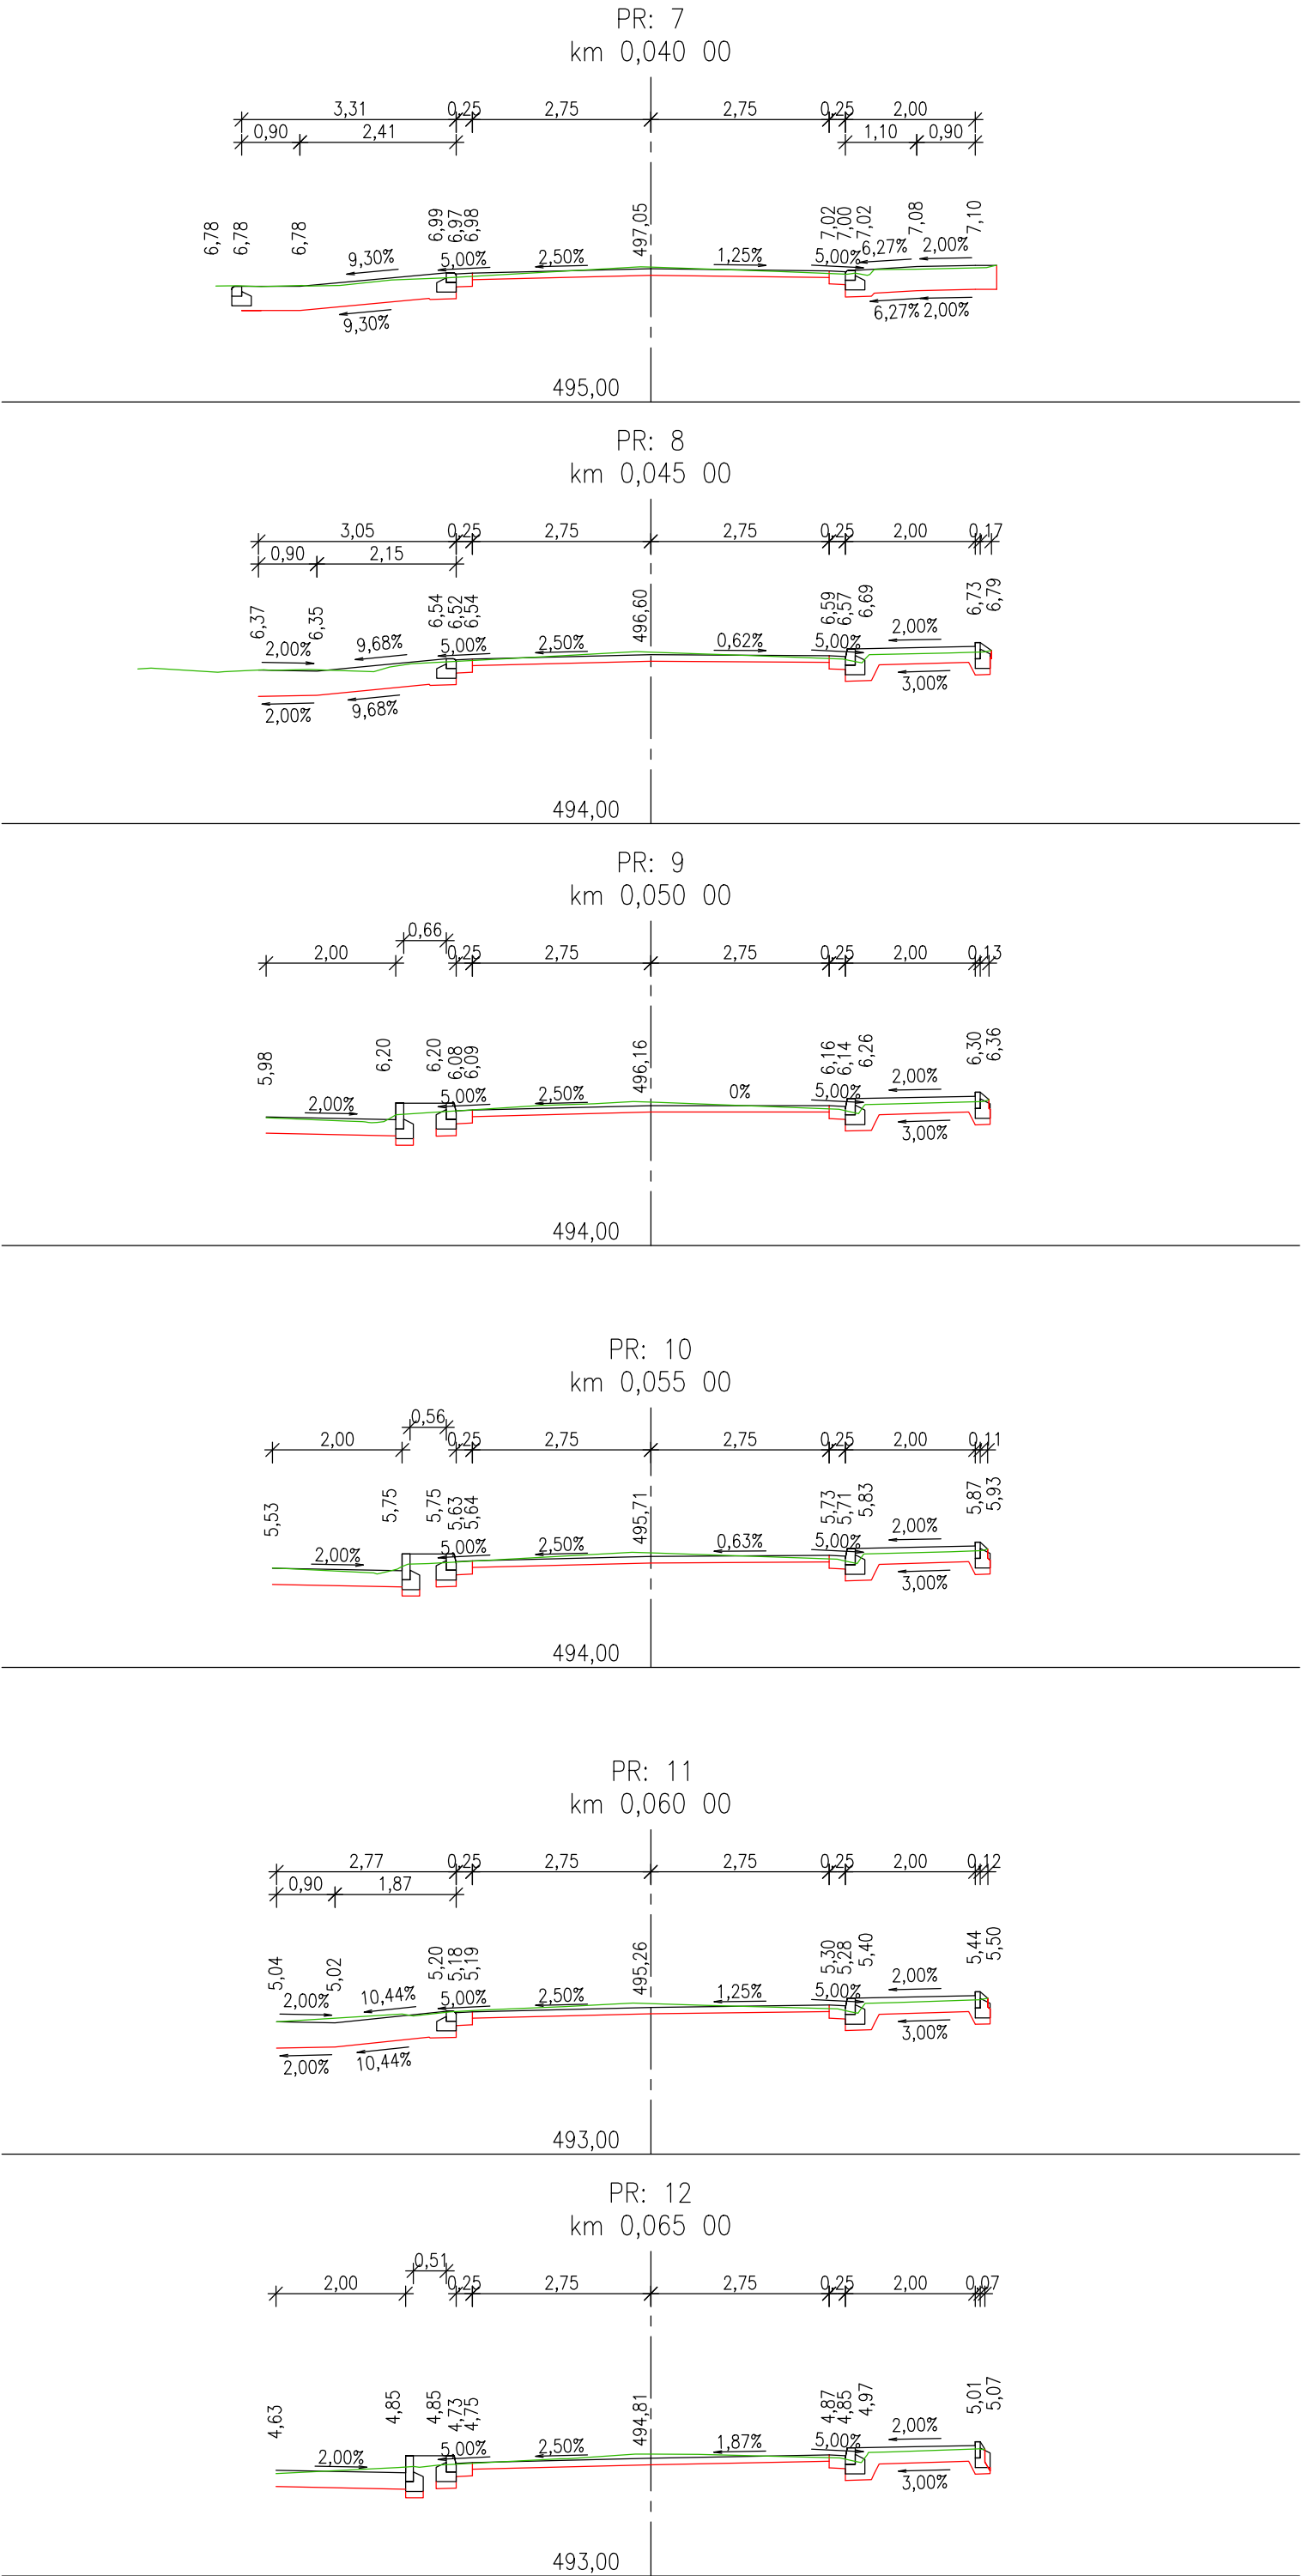 PR: 7
km 0,040 00
3,31 0,25 2,75 2,75 0,25 2,00
0,90 2,41 1,10 0,90
6,78 6,78 6,78 6,99 6,97 6,98 497,05 7,02 7,00 7,02 7,08 7,10
9,30% 5,00% 2,50% 1,25% 5,00% 6,27% 2,00%
9,30% 6,27% 2,00%
495,00
PR: 8
km 0,045 00
3,05 0,25 2,75 2,75 0,25 2,00 0,17
0,90 2,15
6,37 6,35 6,54 6,52 6,54 496,60 6,59 6,57 6,69 6,73 6,79
2,00% 9,68% 5,00% 2,50% 0,62% 5,00% 2,00%
2,00% 9,68% 3,00%
494,00
PR: 9
km 0,050 00
0,66
2,00 0,25 2,75 2,75 0,25 2,00 0,13
5,98 6,20 6,20 6,08 6,09 496,16 6,16 6,14 6,26 6,30 6,36
2,00% 5,00% 2,50% 0% 5,00% 2,00%
3,00%
494,00
PR: 10
km 0,055 00
0,56
2,00 0,25 2,75 2,75 0,25 2,00 0,11
5,53 5,75 5,75 5,63 5,64 495,71 5,73 5,71 5,83 5,87 5,93
2,00% 5,00% 2,50% 0,63% 5,00% 2,00%
3,00%
494,00
PR: 11
km 0,060 00
2,77 0,25 2,75 2,75 0,25 2,00 0,12
0,90 1,87
5,04 5,02 5,20 5,18 5,19 495,26 5,30 5,28 5,40 5,44 5,50
2,00% 10,44% 5,00% 2,50% 1,25% 5,00% 2,00%
2,00% 10,44% 3,00%
493,00
PR: 12
km 0,065 00
0,51
2,00 0,25 2,75 2,75 0,25 2,00 0,07
4,63 4,85 4,85 4,73 4,75 494,81 4,87 4,85 4,97 5,01 5,07
2,00% 5,00% 2,50% 1,87% 5,00% 2,00%
3,00%
493,00